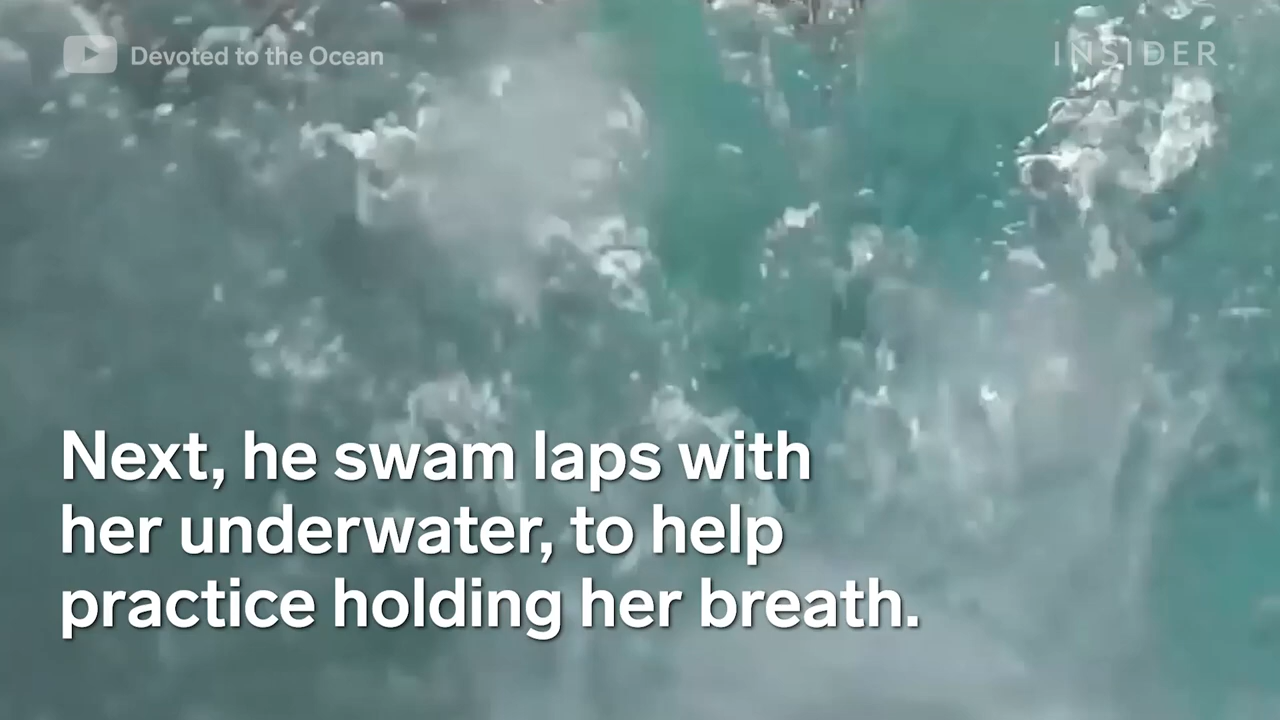 Devoted to the Ocean
INSIDER
Next, he swam laps with
her underwater, to help
practice holding her breath.